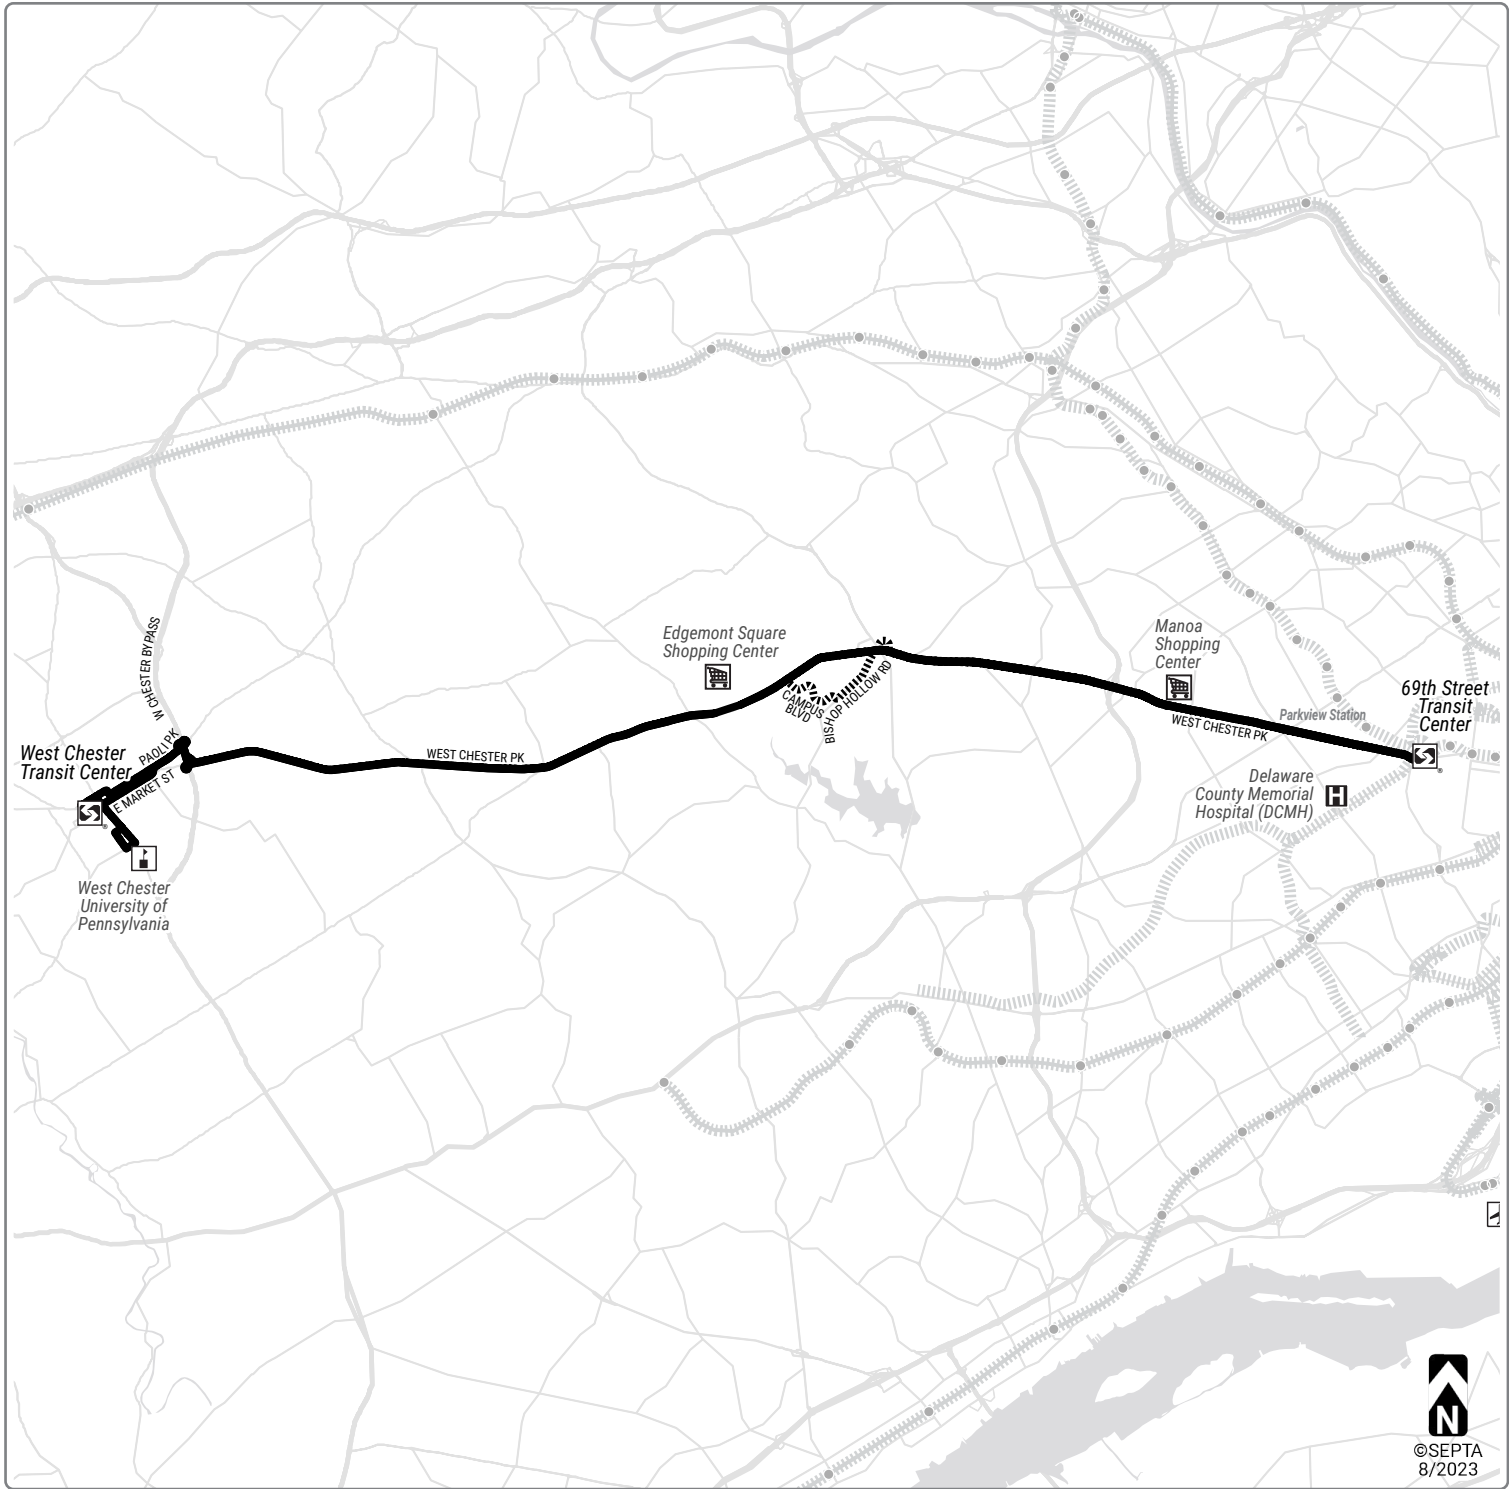 Edgemont Square
Shopping Center
Manoa
Shopping
Center
W CHESTER BYPASS
69th Street
Transit
Center
CAMPUS
BLVD
BISHOP HOLLOW RD
Parkview Station
WEST CHESTER PK
West Chester
Transit Center
PAOLI PK
E MARKET ST
WEST CHESTER PK
Delaware
County Memorial
Hospital (DCMH)
H
West Chester
University of
Pennsylvania
N
©SEPTA
8/2023